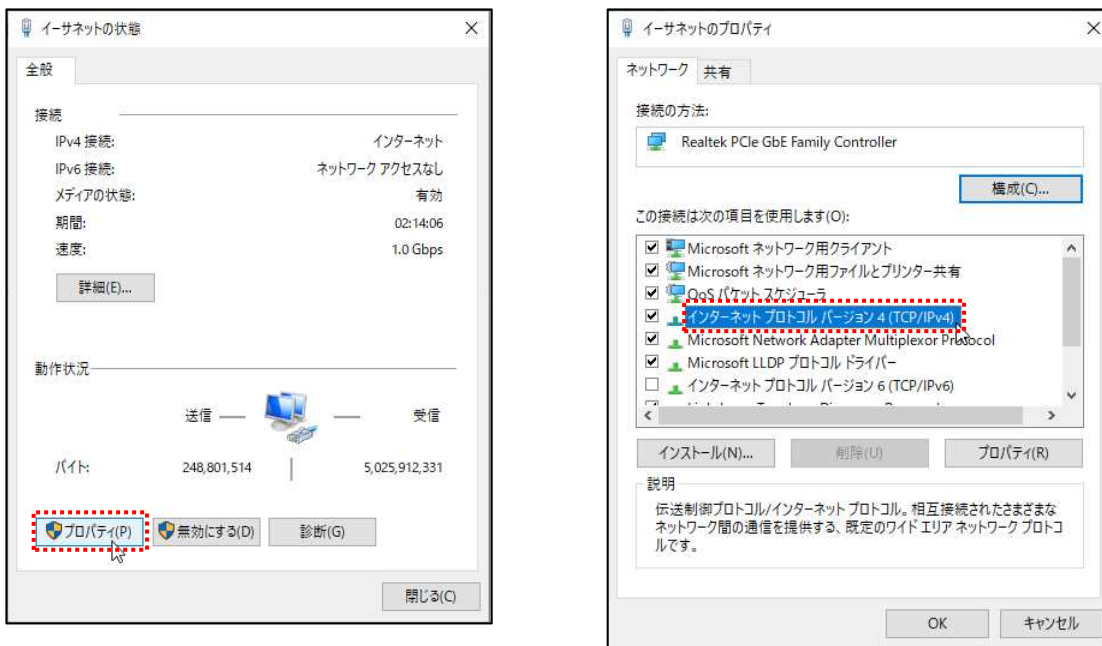 イーサネットの状態
全般
接続
IPv4 接続: インターネット
IPv6 接続: ネットワーク アクセスなし
メディアの状態: 有効
期間: 02:14:06
速度: 1.0 Gbps
詳細(E)...
動作状況
送信 受信
バイト: 248,801,514 5,025,912,331
プロパティ(P) 無効にする(D) 診断(G)
閉じる(C)
イーサネットのプロパティ
ネットワーク 共有
接続の方法:
Realtek PCIe GbE Family Controller
構成(C)...
この接続は次の項目を使用します(O):
Microsoft ネットワーク用クライアント
Microsoft ネットワーク用ファイルとプリンター共有
QoS パケット スケジューラ
インターネット プロトコル バージョン 4 (TCP/IPv4)
Microsoft Network Adapter Multiplexor Protocol
Microsoft LLDP プロトコル ドライバー
インターネット プロトコル バージョン 6 (TCP/IPv6)
インストール(N)... 削除(U) プロパティ(R)
説明
伝送制御プロトコル/インターネット プロトコル。相互接続されたさまざまな
ネットワーク間の通信を提供する、既定のワイド エリア ネットワーク プロトコ
ルです。
OK キャンセル